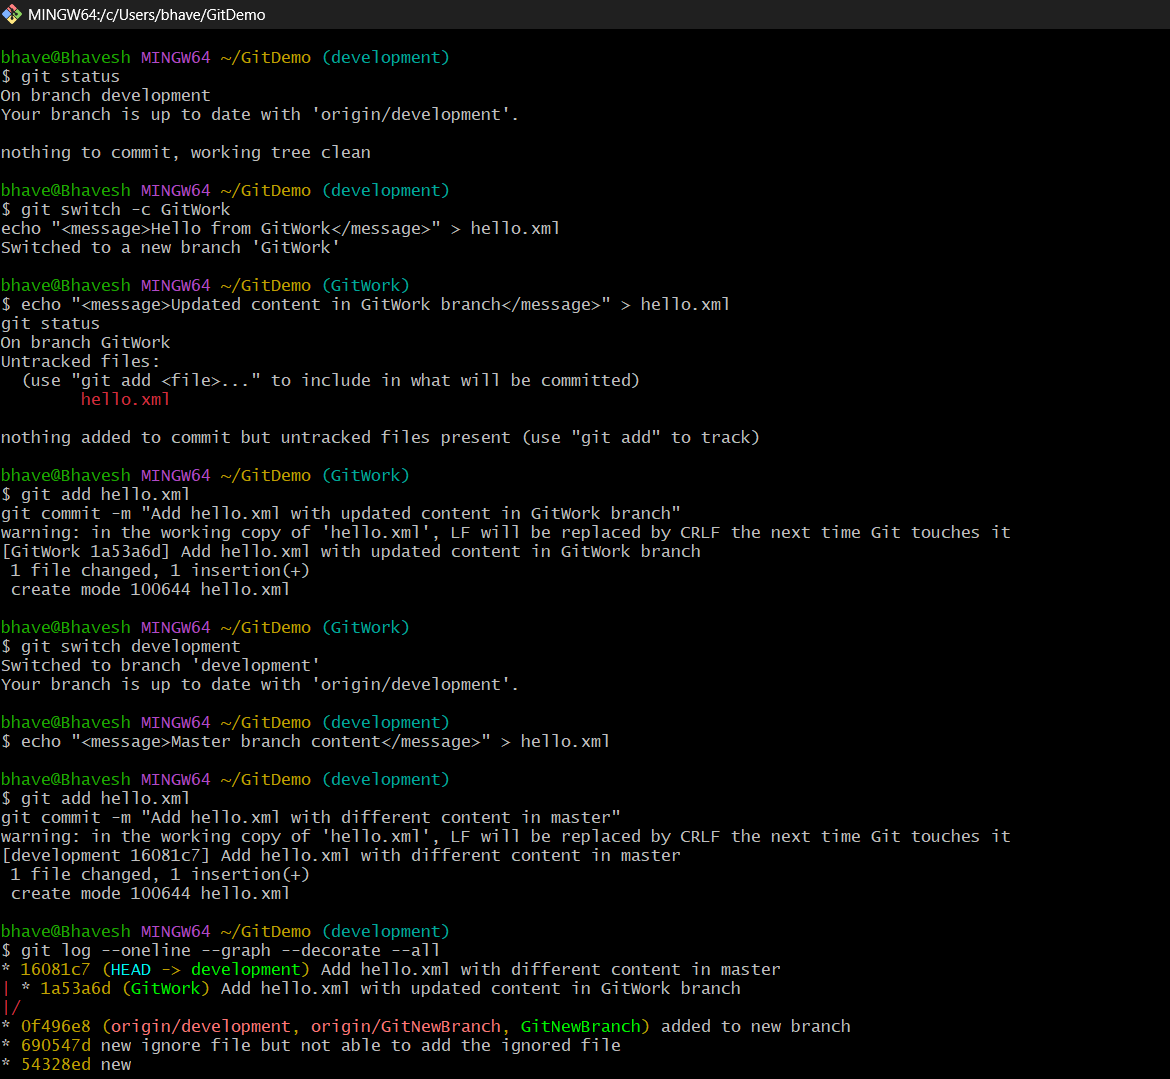 MINGW64:/c/Users/bhave/GitDemo
bhave@Bhavesh MINGW64 ~/GitDemo (development)
$ git status
On branch development
Your branch is up to date with 'origin/development'.
nothing to commit, working tree clean
bhave@Bhavesh MINGW64 ~/GitDemo (development)
$ git switch -c GitWork
echo "<message>Hello from GitWork</message>" > hello.xml
Switched to a new branch 'GitWork'
bhave@Bhavesh MINGW64 ~/GitDemo (GitWork)
$ echo "<message>Updated content in GitWork branch</message>" > hello.xml
git status
On branch GitWork
Untracked files:
  (use "git add <file>..." to include in what will be committed)
        hello.xml
nothing added to commit but untracked files present (use "git add" to track)
bhave@Bhavesh MINGW64 ~/GitDemo (GitWork)
$ git add hello.xml
git commit -m "Add hello.xml with updated content in GitWork branch"
warning: in the working copy of 'hello.xml', LF will be replaced by CRLF the next time Git touches it
[GitWork 1a53a6d] Add hello.xml with updated content in GitWork branch
 1 file changed, 1 insertion(+)
 create mode 100644 hello.xml
bhave@Bhavesh MINGW64 ~/GitDemo (GitWork)
$ git switch development
Switched to branch 'development'
Your branch is up to date with 'origin/development'.
bhave@Bhavesh MINGW64 ~/GitDemo (development)
$ echo "<message>Master branch content</message>" > hello.xml
bhave@Bhavesh MINGW64 ~/GitDemo (development)
$ git add hello.xml
git commit -m "Add hello.xml with different content in master"
warning: in the working copy of 'hello.xml', LF will be replaced by CRLF the next time Git touches it
[development 16081c7] Add hello.xml with different content in master
 1 file changed, 1 insertion(+)
 create mode 100644 hello.xml
bhave@Bhavesh MINGW64 ~/GitDemo (development)
$ git log --oneline --graph --decorate --all
* 16081c7 (HEAD -> development) Add hello.xml with different content in master
| * 1a53a6d (GitWork) Add hello.xml with updated content in GitWork branch
|/
* 0f496e8 (origin/development, origin/GitNewBranch, GitNewBranch) added to new branch
* 690547d new ignore file but not able to add the ignored file
* 54328ed new